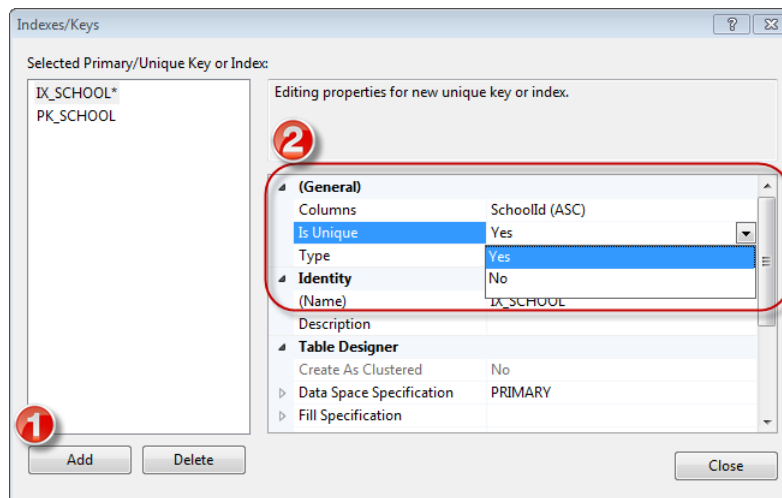 Indexes/Keys
Selected Primary/Unique Key or Index:
IX_SCHOOL*
PK_SCHOOL
Editing properties for new unique key or index.
2
(General)
Columns SchoolId (ASC)
Is Unique Yes
Type Yes
No
Identity
(Name) IX_SCHOOL
Description
Table Designer
Create As Clustered No
Data Space Specification PRIMARY
Fill Specification
1
Add Delete
Close